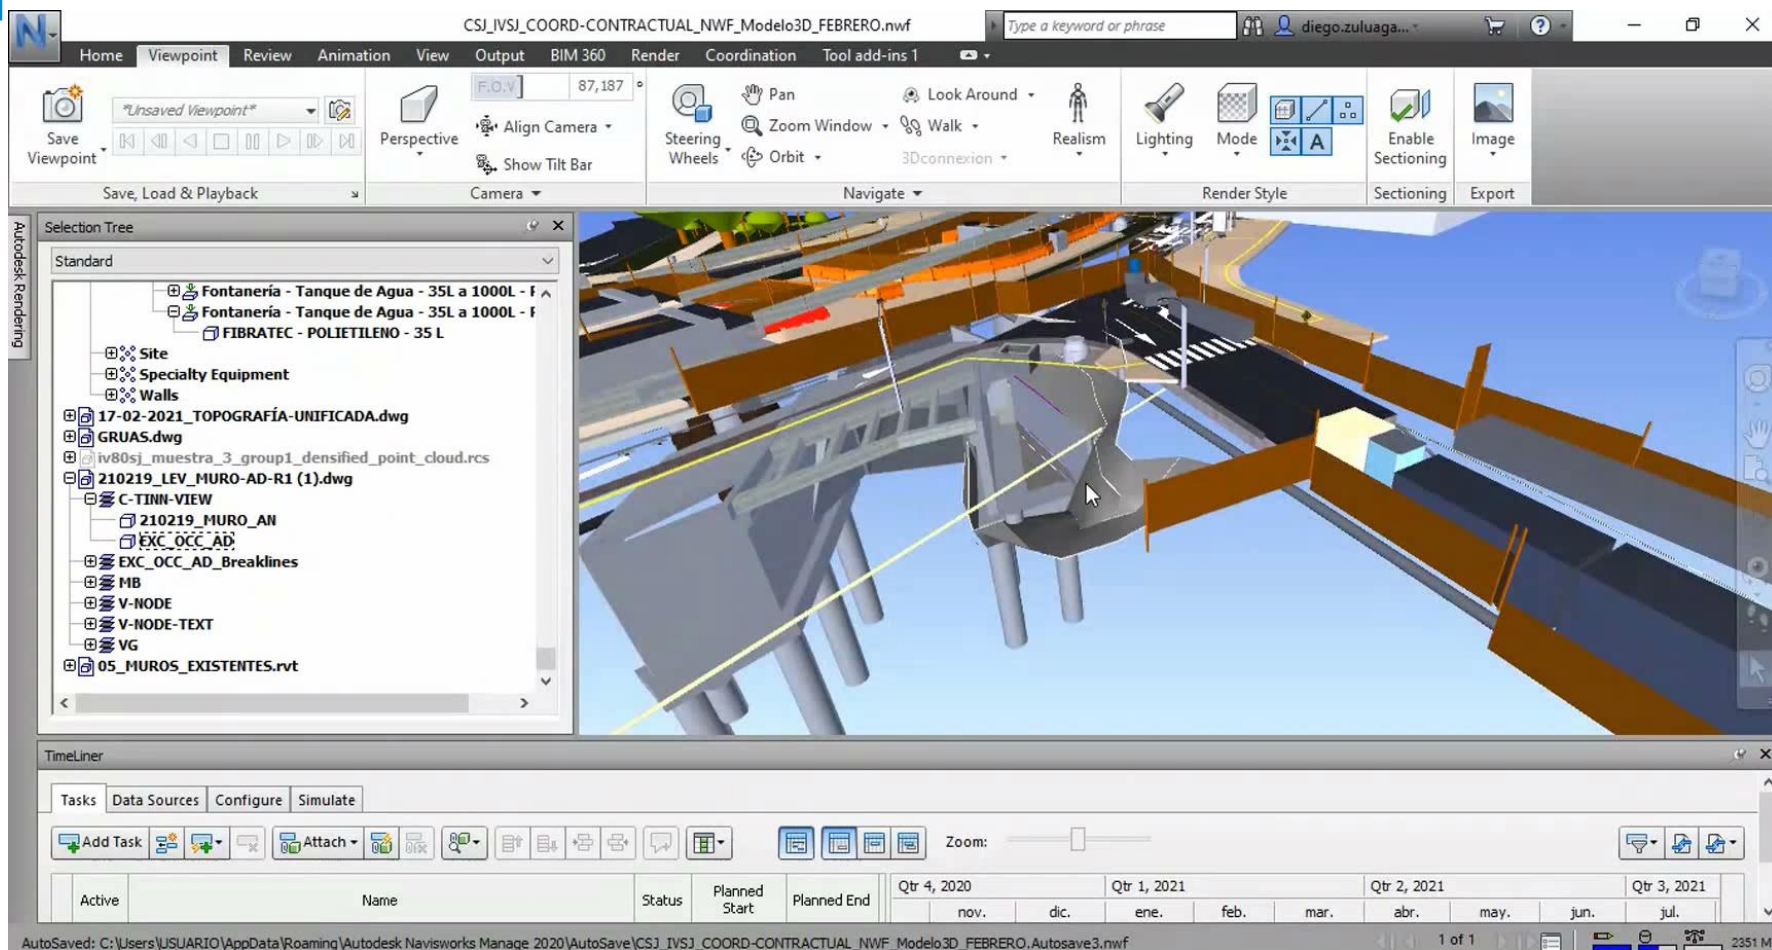 CSJ_IVSJ_COORD-CONTRACTUAL_NWF_Modelo3D_FEBRERO.nwf
Type a keyword or phrase
diego.zuluaga...
Home Viewpoint Review Animation View Output BIM 360 Render Coordination Tool add-ins 1
Save Viewpoint
*Unsaved Viewpoint*
Save, Load & Playback
Perspective
F.O.V. 87,187 °
Align Camera
Show Tilt Bar
Camera
Steering Wheels
Pan
Zoom Window
Orbit
Look Around
Walk
3Dconnexion
Navigate
Realism
Lighting
Mode
A
Render Style
Enable Sectioning
Sectioning
Image
Export
Autodesk Rendering
Selection Tree
Standard
Fontanería - Tanque de Agua - 35L a 1000L - F
Fontanería - Tanque de Agua - 35L a 1000L - F
FIBRATEC - POLIETILENO - 35 L
Site
Specialty Equipment
Walls
17-02-2021_TOPOGRAFÍA-UNIFICADA.dwg
GRUAS.dwg
iv80sj_muestra_3_group1_densified_point_cloud.rcs
210219_LEV_MURO-AD-R1 (1).dwg
C-TINN-VIEW
210219_MURO_AN
EXC_OCC_AD
EXC_OCC_AD_Breaklines
MB
V-NODE
V-NODE-TEXT
VG
05_MUROS_EXISTENTES.rvt
TimeLiner
Tasks Data Sources Configure Simulate
Add Task
Attach
Zoom:
Active Name Status Planned Start Planned End
Qtr 4, 2020 Qtr 1, 2021 Qtr 2, 2021 Qtr 3, 2021
nov. dic. ene. feb. mar. abr. may. jun. jul.
AutoSaved: C:\Users\USUARIO\AppData\Roaming\Autodesk Navisworks Manage 2020\AutoSave\CSJ_IVSJ_COORD-CONTRACTUAL_NWF_Modelo3D_FEBRERO.Autosave3.nwf
1 of 1
2351 M